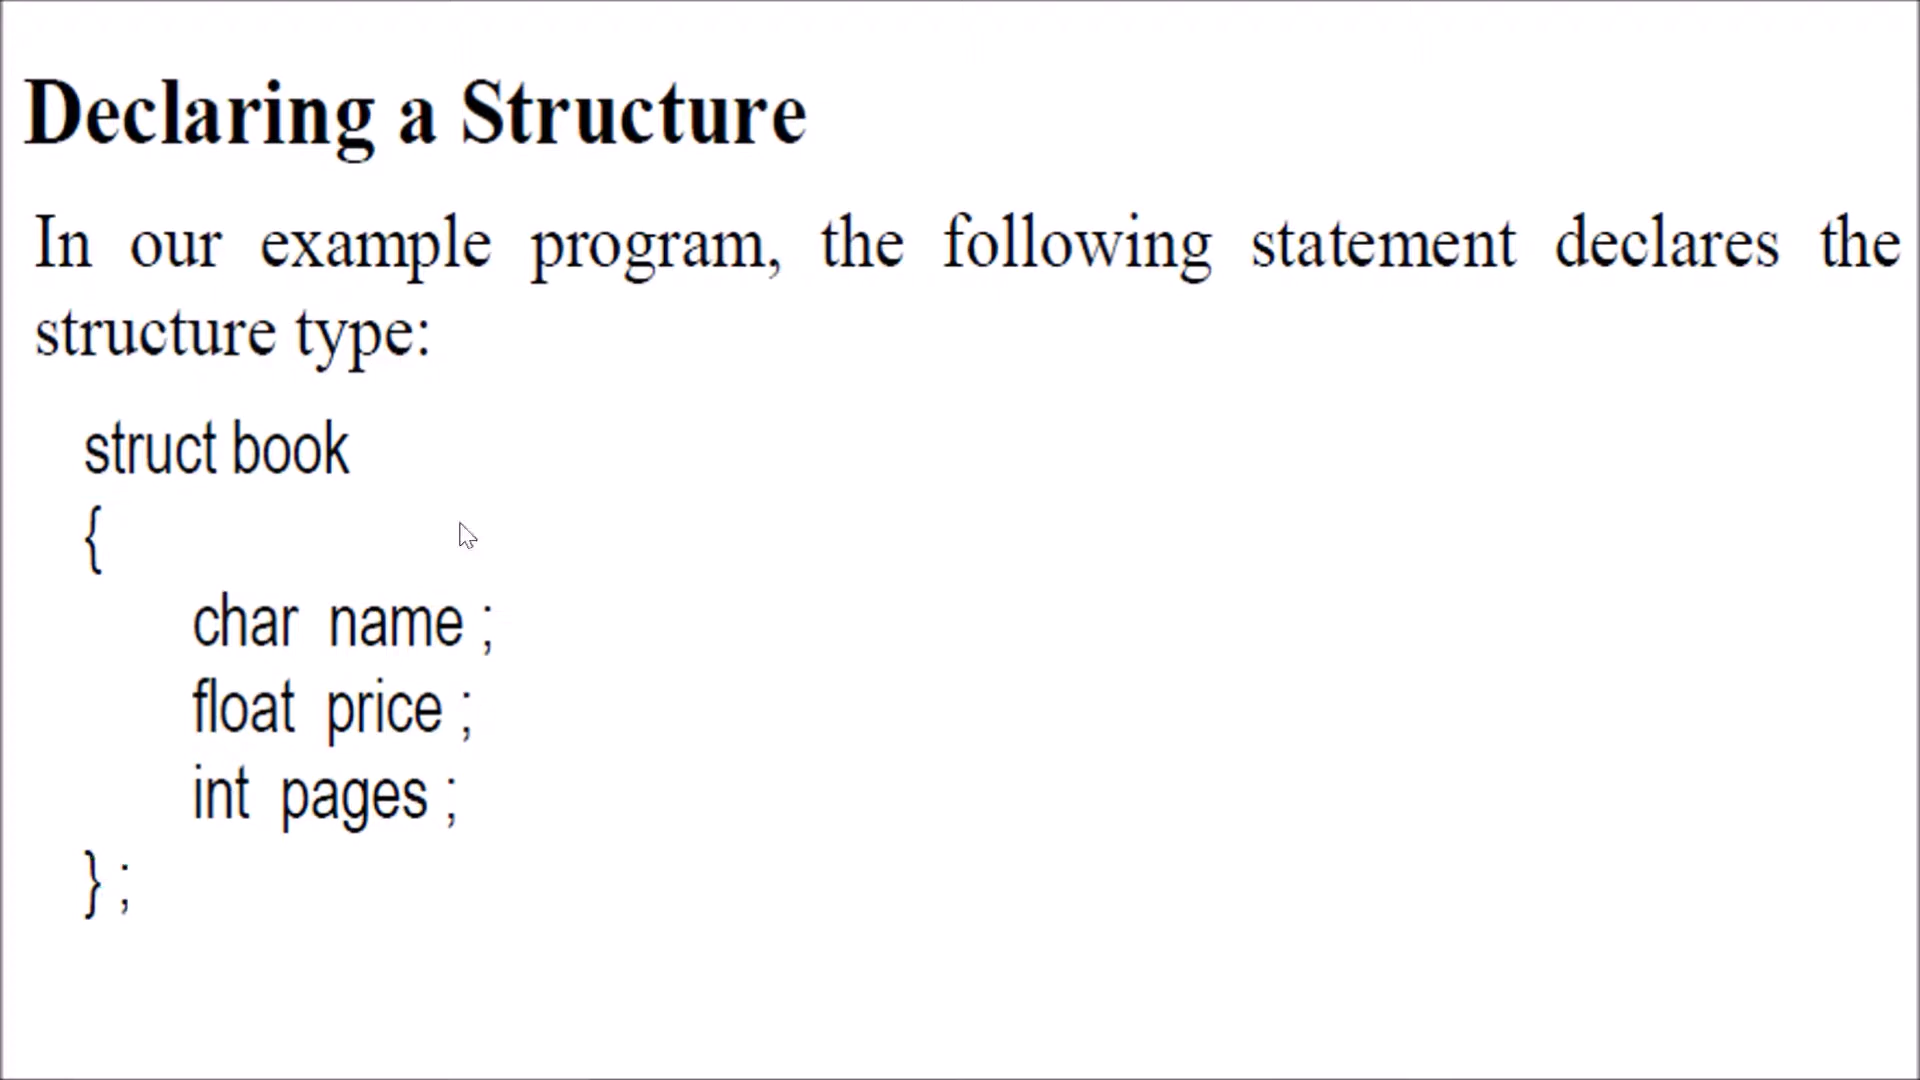 Declaring a Structure
In our example program, the following statement declares the
structure type:
struct book
{
char name ;
float price ;
int pages ;
} ;